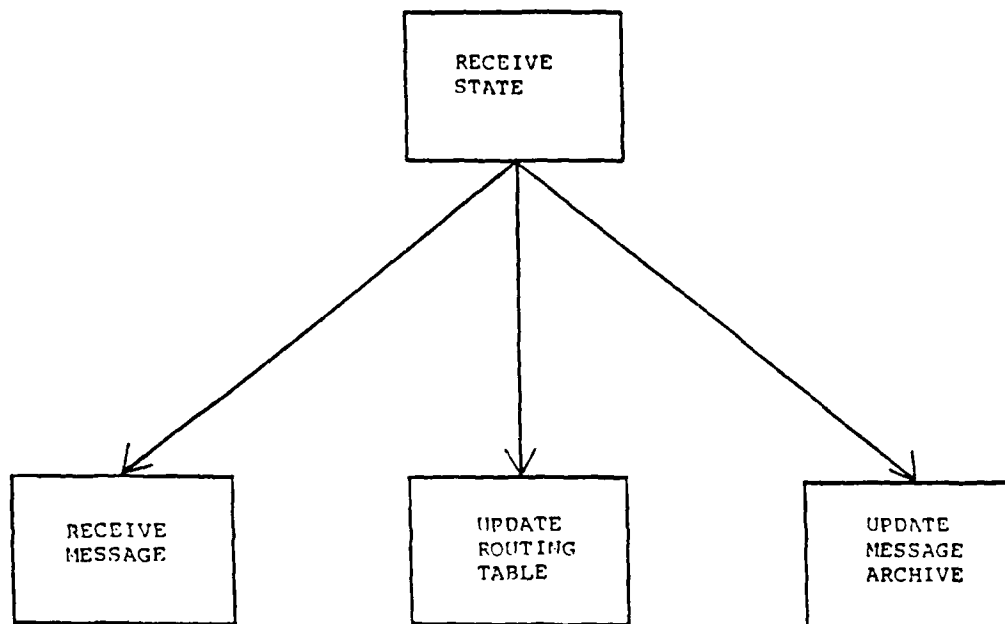 RECEIVE
STATE
RECEIVE
MESSAGE
UPDATE
ROUTING
TABLE
UPDATE
MESSAGE
ARCHIVE